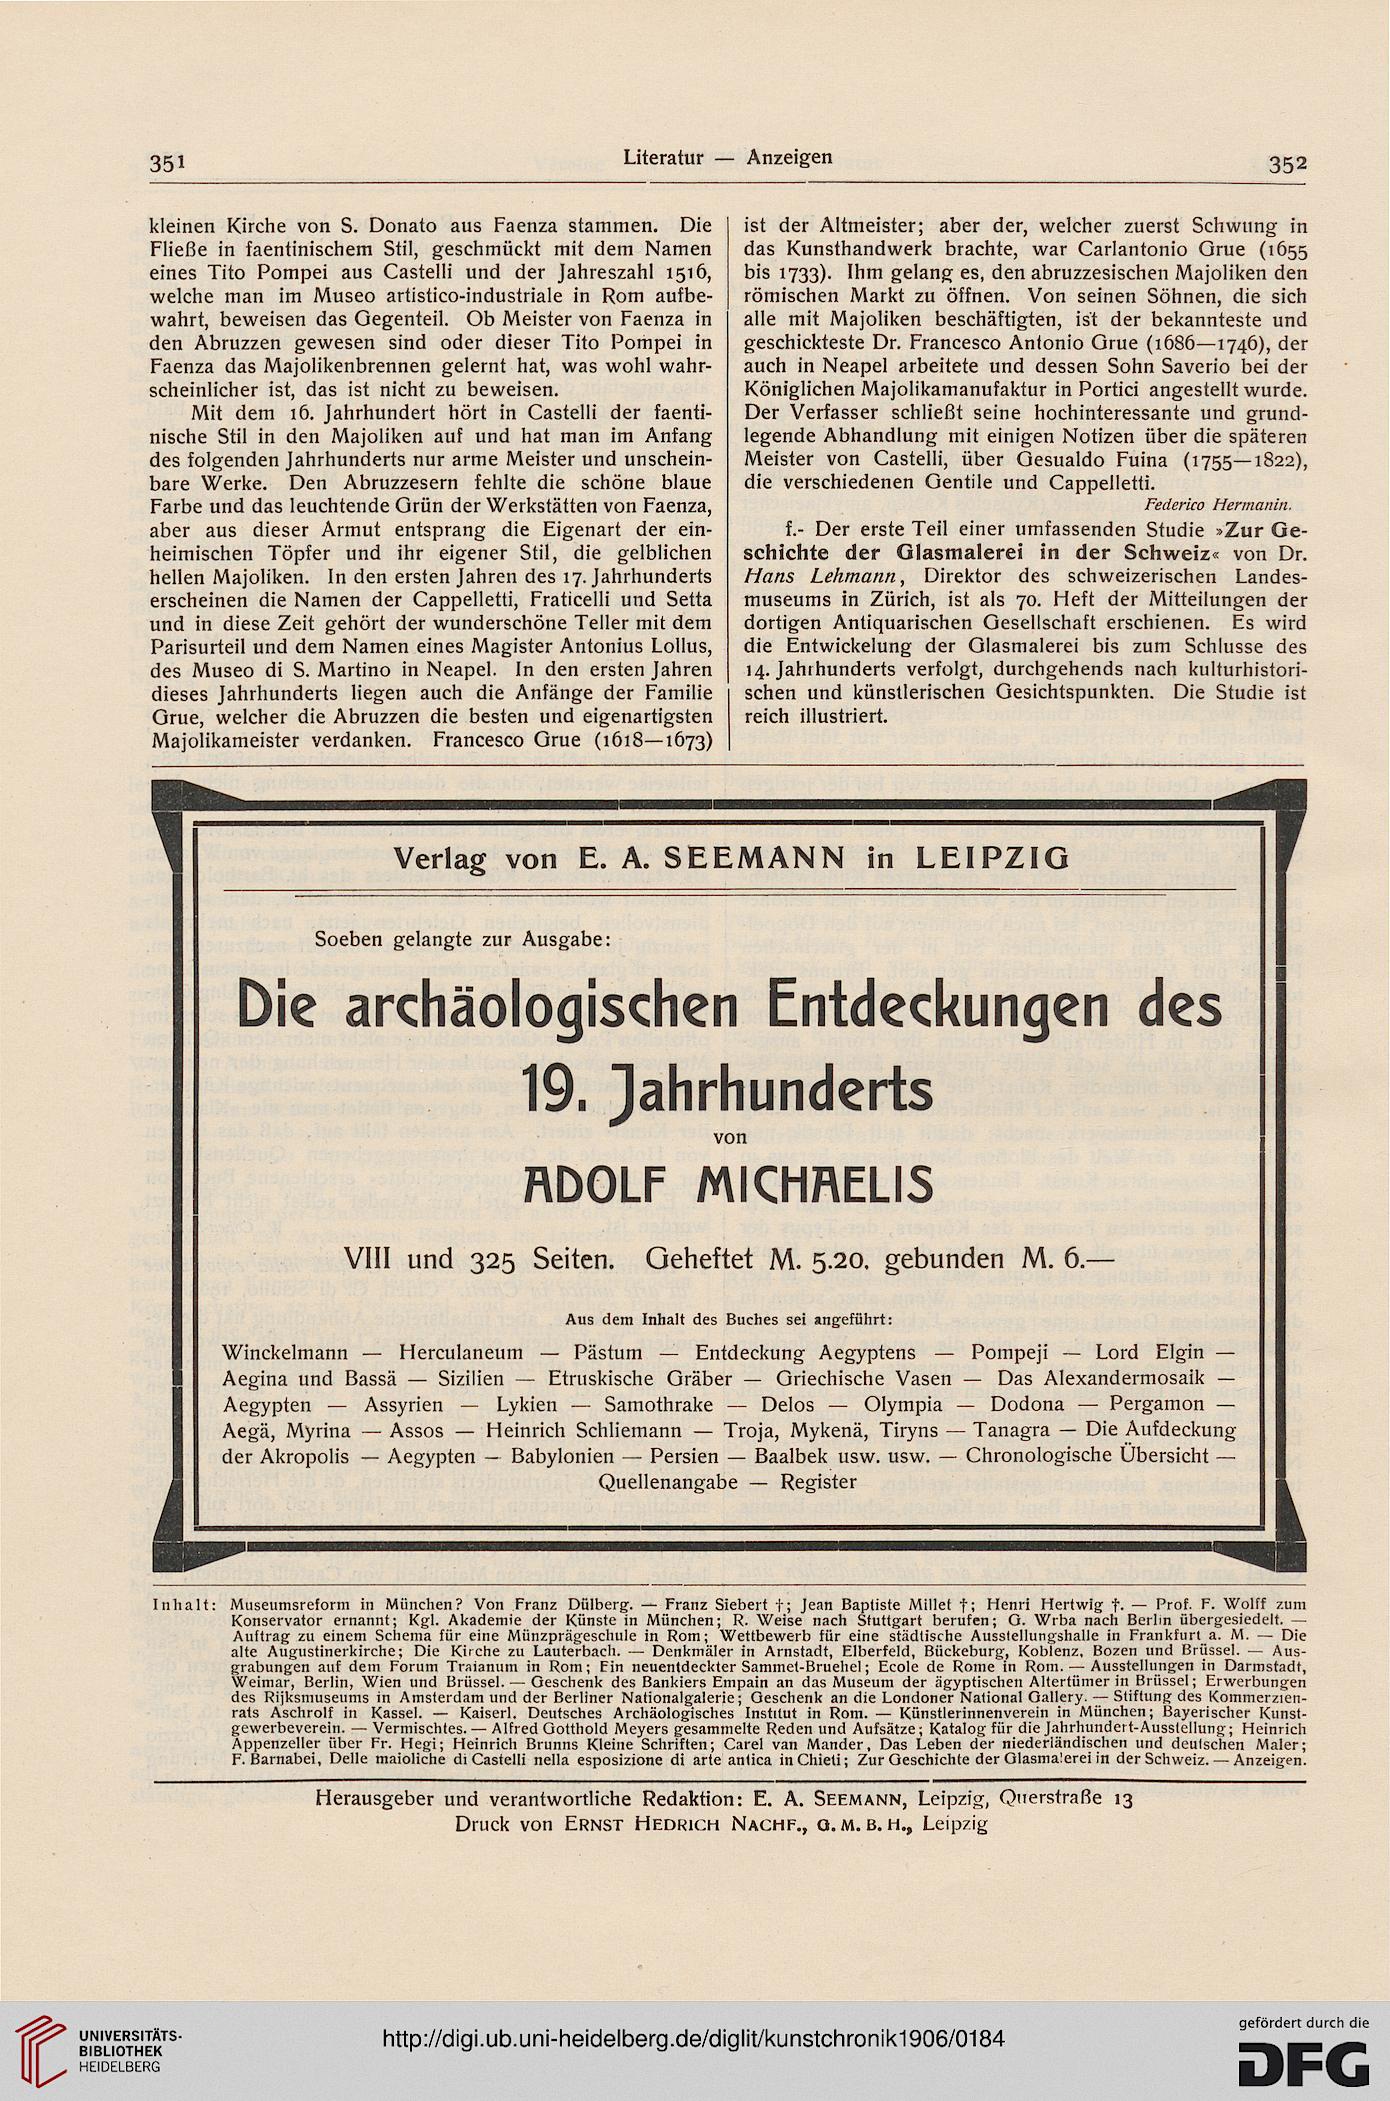 351
Literatur — Anzeigen
352
kleinen Kirche von S. Donato aus Faenza stammen. Die
Fließe in faentinischem Stil, geschmückt mit dem Namen
eines Tito Pompei aus Castelli und der Jahreszahl 1516,
welche man im Museo artistico-industriale in Rom aufbe-
wahrt, beweisen das Gegenteil. Ob Meister von Faenza in
den Abruzzen gewesen sind oder dieser Tito Pompei in
Faenza das Majolikenbrennen gelernt hat, was wohl wahr-
scheinlicher ist, das ist nicht zu beweisen.
Mit dem 16. Jahrhundert hört in Castelli der faenti-
nische Stil in den Majoliken auf und hat man im Anfang
des folgenden Jahrhunderts nur arme Meister und unschein-
bare Werke. Den Abruzzesern fehlte die schöne blaue
Farbe und das leuchtende Grün der Werkstätten von Faenza,
aber aus dieser Armut entsprang die Eigenart der ein-
heimischen Töpfer und ihr eigener Stil, die gelblichen
hellen Majoliken. In den ersten Jahren des 17. Jahrhunderts
erscheinen die Namen der Cappelletti, Fraticelli und Setta
und in diese Zeit gehört der wunderschöne Teller mit dem
Parisurteil und dem Namen eines Magister Antonius Lollus,
des Museo di S. Martino in Neapel. In den ersten Jahren
dieses Jahrhunderts liegen auch die Anfänge der Familie
Grue, welcher die Abruzzen die besten und eigenartigsten
Majolikameister verdanken. Francesco Grue (1618—1673)
ist der Altmeister; aber der, welcher zuerst Schwung in
das Kunsthandwerk brachte, war Carlantonio Grue (1655
bis 1733). Ihm gelang es, den abruzzesischen Majoliken den
römischen Markt zu öffnen. Von seinen Söhnen, die sich
alle mit Majoliken beschäftigten, ist der bekannteste und
geschickteste Dr. Francesco Antonio Grue (1686—1746), der
auch in Neapel arbeitete und dessen Sohn Saverio bei der
Königlichen Majolikamanufaktur in Portici angestellt wurde.
Der Verfasser schließt seine hochinteressante und grund-
legende Abhandlung mit einigen Notizen über die späteren
Meister von Castelli, über Gesualdo Fuina (1755—1822),
die verschiedenen Gentile und Cappelletti.
Federico Hermanin.
f.- Der erste Teil einer umfassenden Studie »Zur Ge-
schichte der Glasmalerei in der Schweiz« von Dr.
Hans Lehmann, Direktor des schweizerischen Landes-
museums in Zürich, ist als 70. Heft der Mitteilungen der
dortigen Antiquarischen Gesellschaft erschienen. Es wird
die Entwickelung der Glasmalerei bis zum Schlusse des
14. Jahrhunderts verfolgt, durchgehends nach kulturhistori-
schen und künstlerischen Gesichtspunkten. Die Studie ist
reich illustriert.
Verlag von E. A. SEEMANN in LEIPZIG
Soeben gelangte zur Ausgabe:
Die archäologischen Entdeckungen des
19. Jahrhunderts
von
ADOLF MICHAELIS
VIII und 325 Seiten. Geheftet M. 5.20, gebunden M. 6.—
Aus dem Inhalt des Buches sei angeführt:
Winckelmann — Herculaneum — Pästum — Entdeckung Aegyptens — Pompeji — Lord Elgin —
Aegina und Bassä — Sizilien — Etruskische Gräber — Griechische Vasen — Das Alexandermosaik —
Aegypten — Assyrien — Lykien — Samothrake — Delos — Olympia — Dodona — Pergamon —
Aegä, Myrina — Assos — Heinrich Schliemann — Troja, Mykenä, Tiryns — Tanagra — Die Aufdeckung
der Akropolis — Aegypten — Babylonien — Persien — Baalbek usw. usw. — Chronologische Übersicht —
Quellenangabe — Register
Inhalt: Museumsreform in München? Von Franz Dülberg. — Franz Siebert †; Jean Baptiste Millet †; Henri Hertwig †. — Prof. F. Wolff zum
Konservator ernannt; Kgl. Akademie der Künste in München; R. Weise nach Stuttgart berufen; G. Wrba nach Berlin übergesiedelt. —
Auftrag zu einem Schema für eine Münzprägeschule in Rom; Wettbewerb für eine städtische Ausstellungshalle in Frankfurt a. M. — Die
alte Augustinerkirche; Die Kirche zu Lauterbach. — Denkmäler in Arnstadt, Elberfeld, Bückeburg, Koblenz, Bozen und Brüssel. — Aus-
grabungen auf dem Forum Traianum in Rom; Ein neuentdeckter Sammet-Bruehel; Ecole de Rome in Rom. — Ausstellungen in Darmstadt,
Weimar, Berlin, Wien und Brüssel. — Geschenk des Bankiers Empain an das Museum der ägyptischen Altertümer in Brüssel; Erwerbungen
des Rijksmuseums in Amsterdam und der Berliner Nationalgalerie; Geschenk an die Londoner National Gallery. — Stiftung des Kommerzien-
rats Aschrolf in Kassel. — Kaiserl. Deutsches Archäologisches Institut in Rom. — Künstlerinnenverein in München; Bayerischer Kunst-
gewerbeverein. — Vermischtes. — Alfred Gotthold Meyers gesammelte Reden und Aufsätze; Katalog für die Jahrhundert-Ausstellung; Heinrich
Appenzeller über Fr. Hegi; Heinrich Brunns Kleine Schriften; Carel van Mander, Das Leben der niederländischen und deutschen Maler;
F. Barnabei, Delle maioliche di Castelli nella esposizione di arte antica in Chieti; Zur Geschichte der Glasmalerei in der Schweiz. — Anzeigen.
Herausgeber und verantwortliche Redaktion: E. A. SEEMANN, Leipzig, Querstraße 13
Druck von ERNST HEDRICH NACHF., G. M. B. H., Leipzig
UNIVERSITÄTS-
BIBLIOTHEK
HEIDELBERG
http://digi.ub.uni-heidelberg.de/diglit/kunstchronik1906/0184
gefördert durch die
DFG